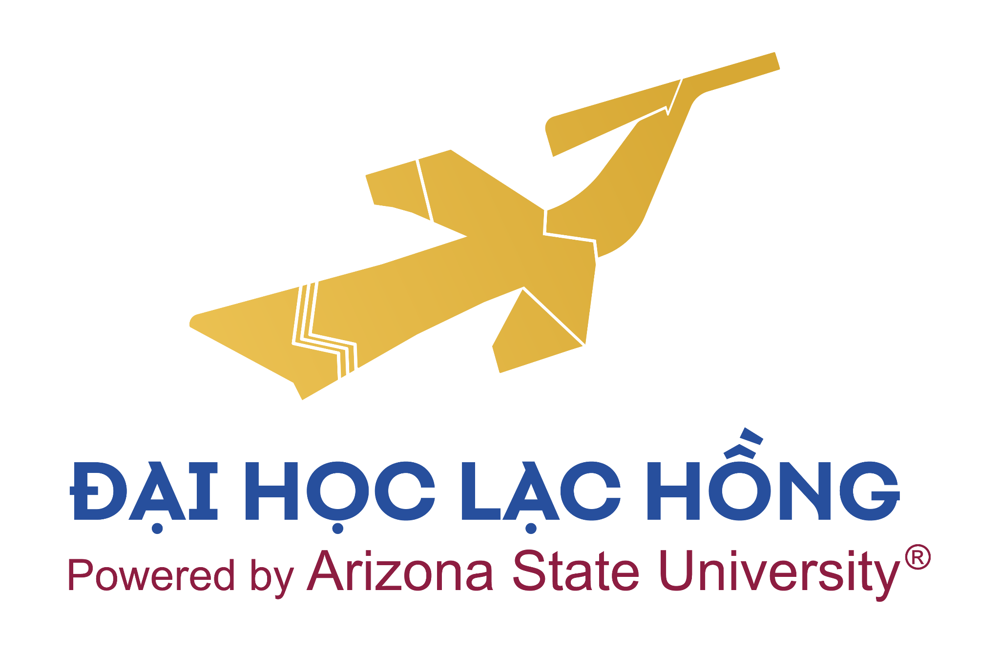 ĐẠI HỌC LẠC HỒNG
Powered by Arizona State University®